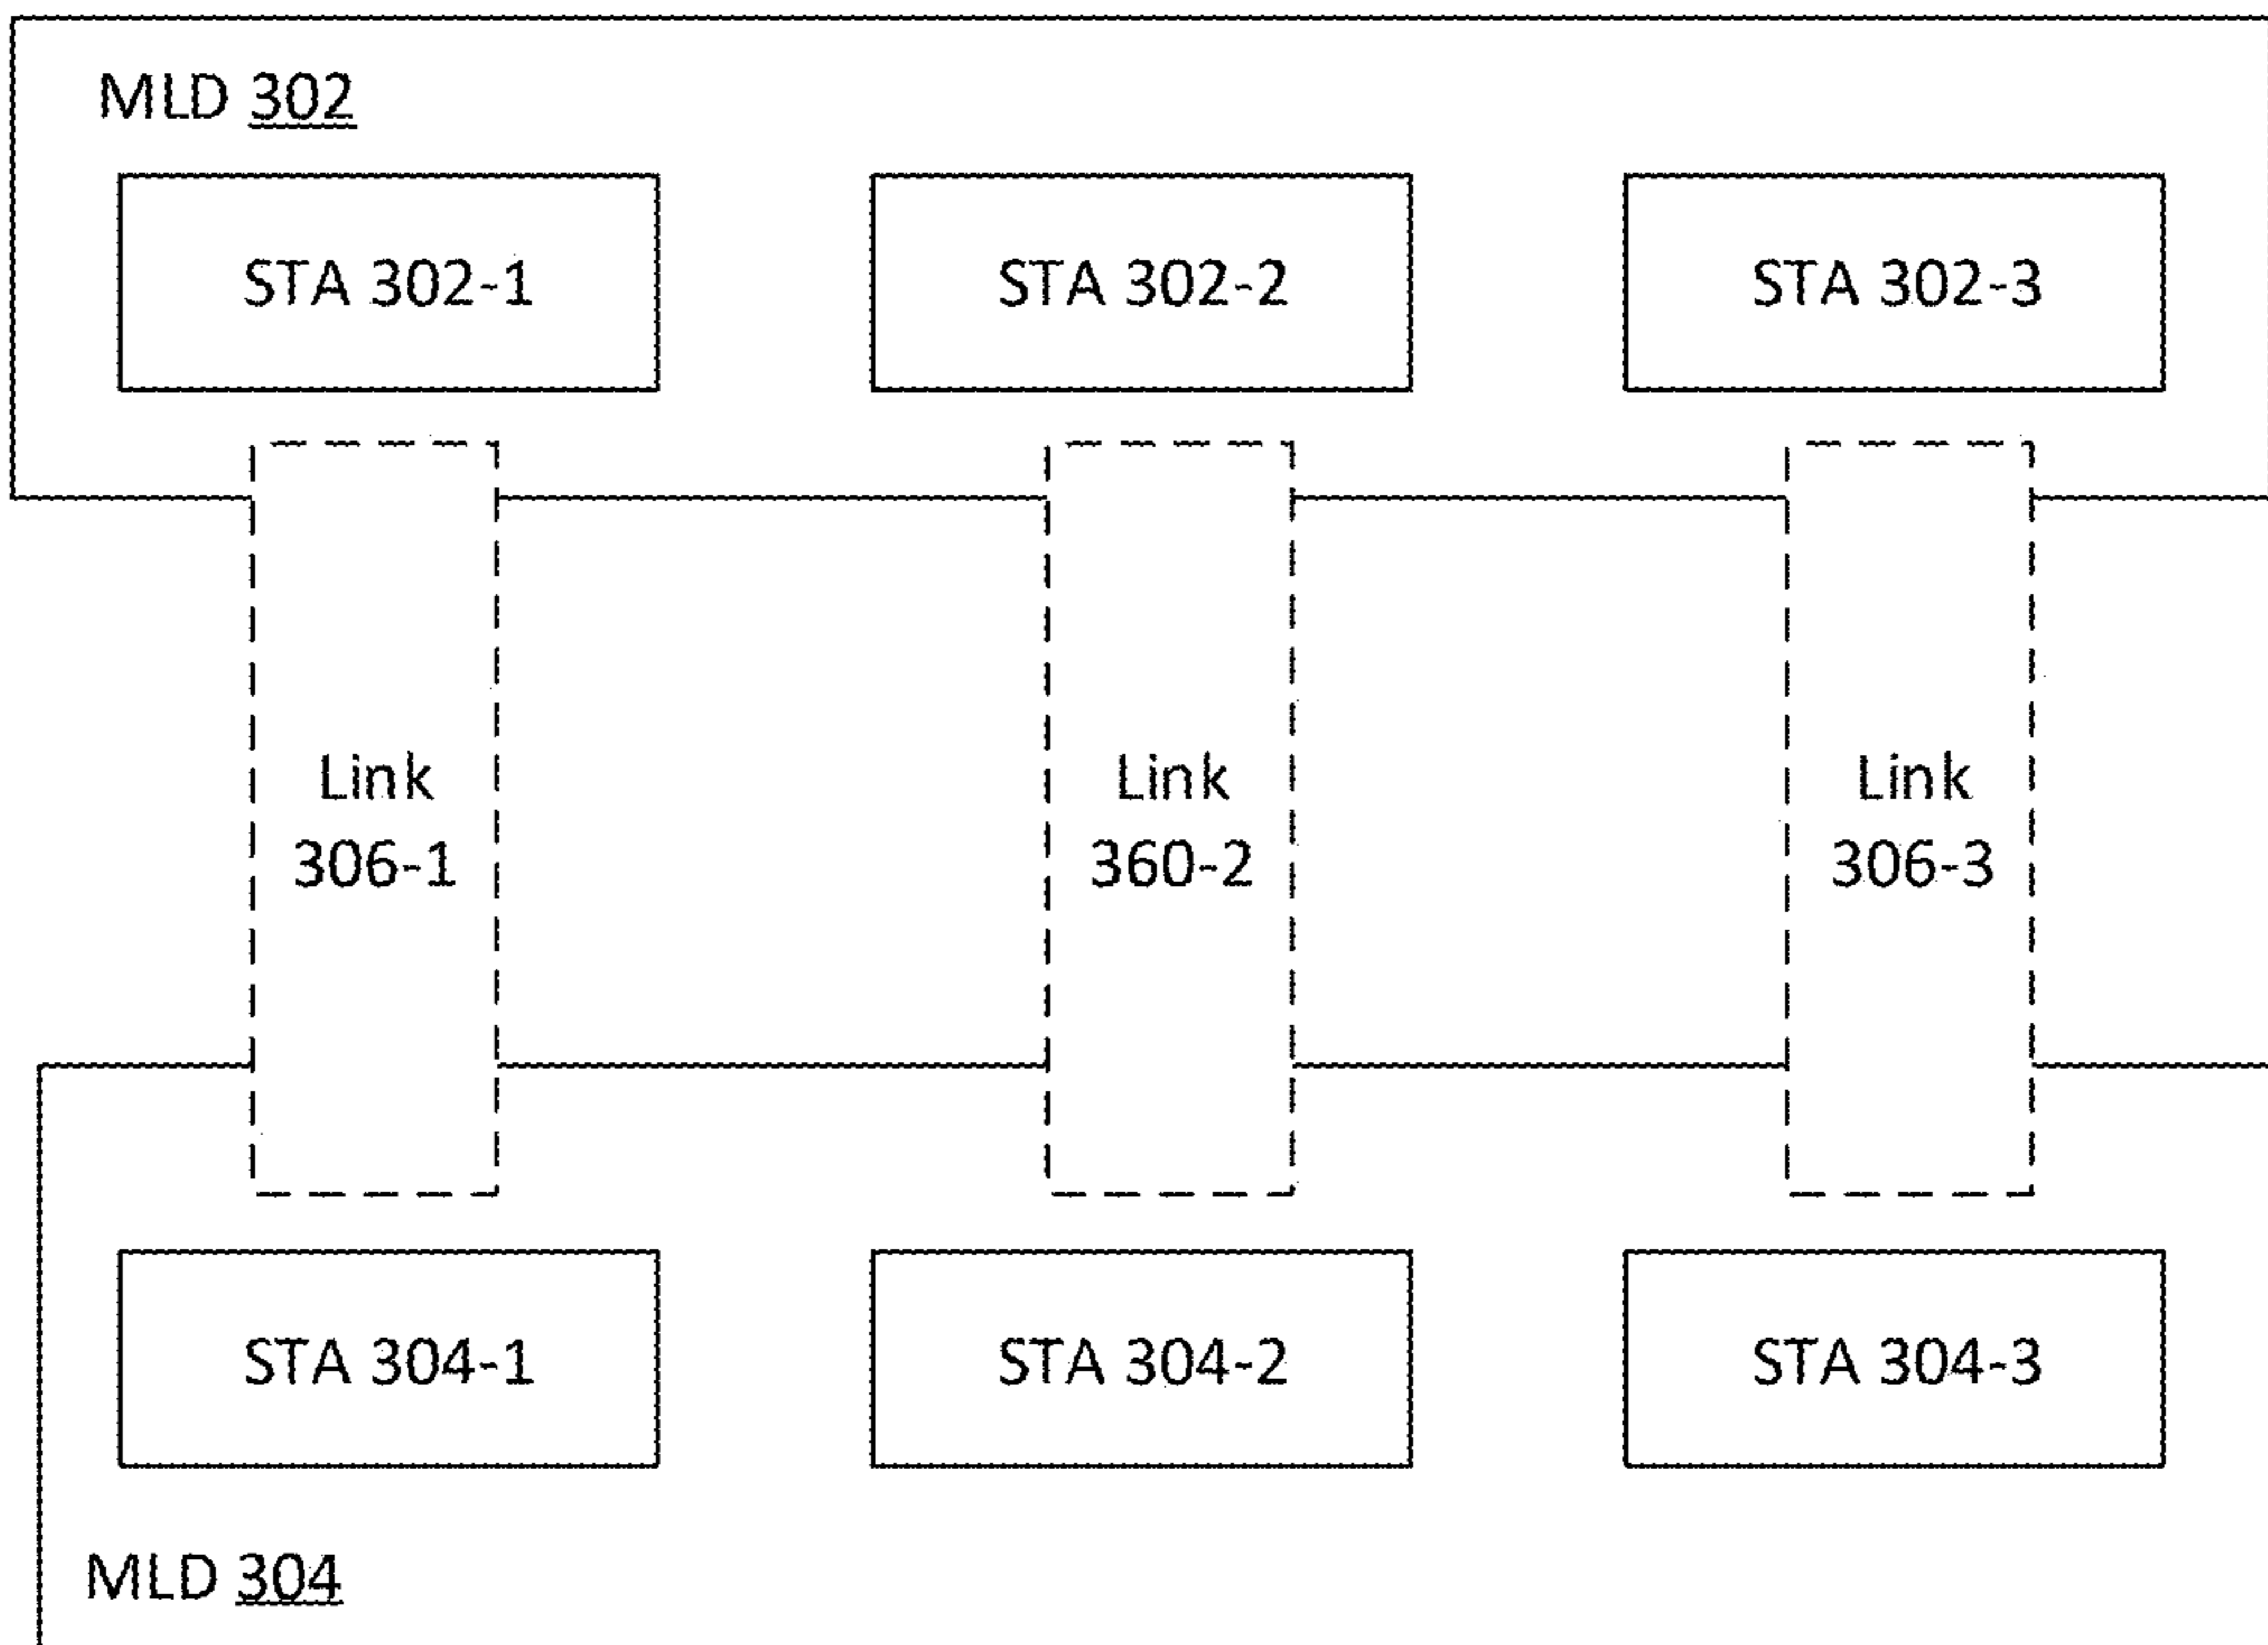 MLD 302
STA 302-1
STA 302-2
STA 302-3
Link
306-1
Link
360-2
Link
306-3
STA 304-1
STA 304-2
STA 304-3
MLD 304